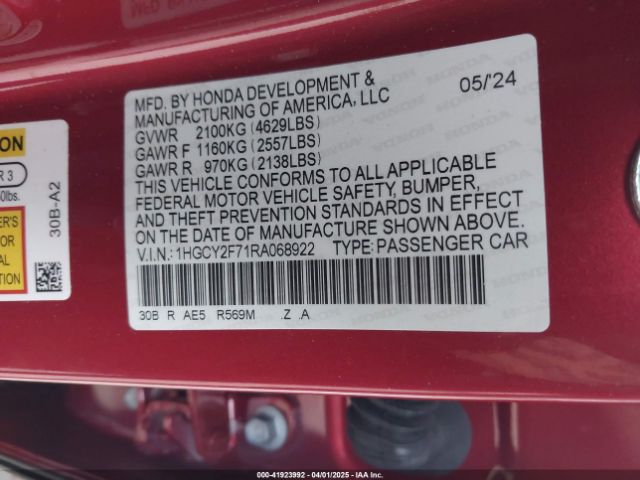 MFD. BY HONDA DEVELOPMENT & 05/'24
MANUFACTURING OF AMERICA, LLC
GVWR 2100KG (4629LBS)
GAWR F 1160KG (2557LBS)
GAWR R 970KG (2138LBS)
THIS VEHICLE CONFORMS TO ALL APPLICABLE
FEDERAL MOTOR VEHICLE SAFETY, BUMPER,
AND THEFT PREVENTION STANDARDS IN EFFECT
ON THE DATE OF MANUFACTURE SHOWN ABOVE.
V.I.N.: 1HGCY2F71RA068922 TYPE: PASSENGER CAR
30B R AE5 R569M .Z .A
30B-A2
R 3
lbs.
00-41923992 04/01/2025 IAA Inc.